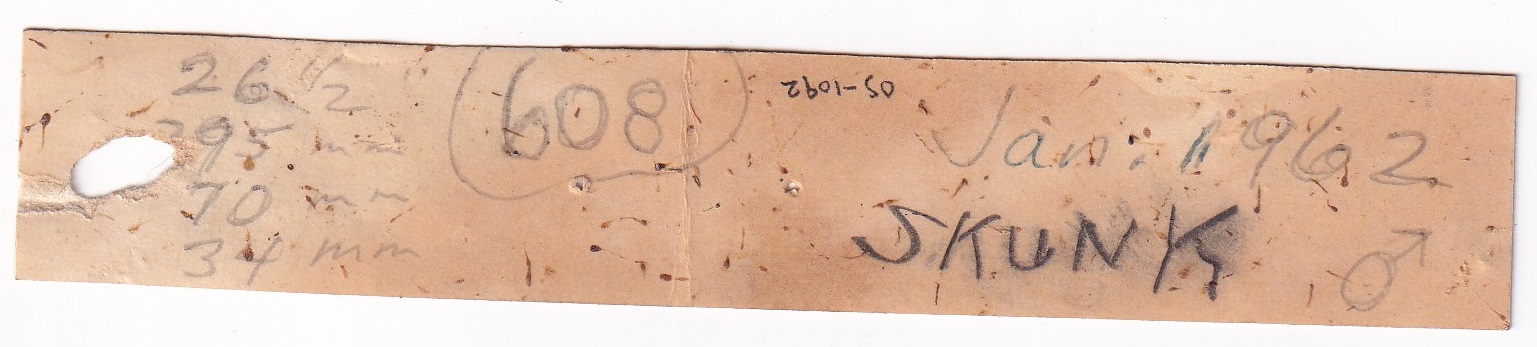 26 1/2"
295 mm
70 mm
34 mm
608
05-1092
Jan. 1962
SKUNK
♂